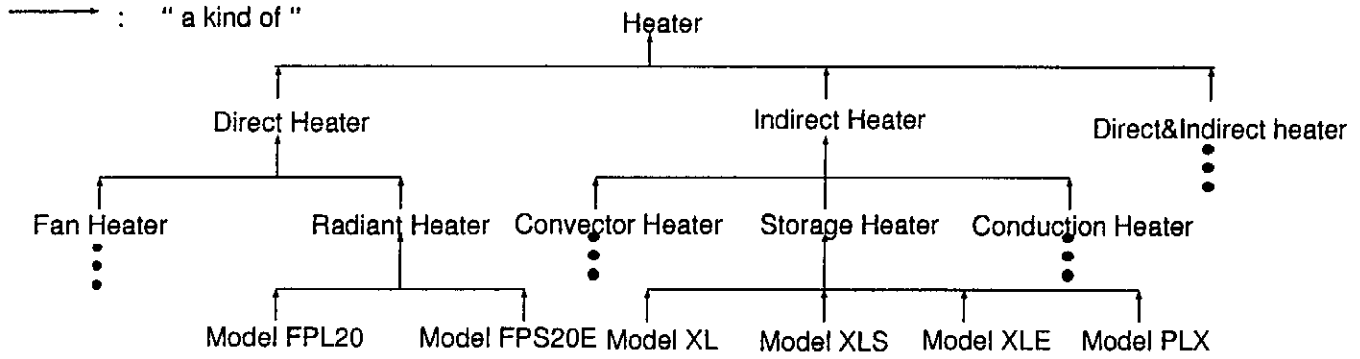 : " a kind of "
Heater
Direct Heater Indirect Heater Direct&Indirect heater
Fan Heater Radiant Heater Convector Heater Storage Heater Conduction Heater
Model FPL20 Model FPS20E Model XL Model XLS Model XLE Model PLX